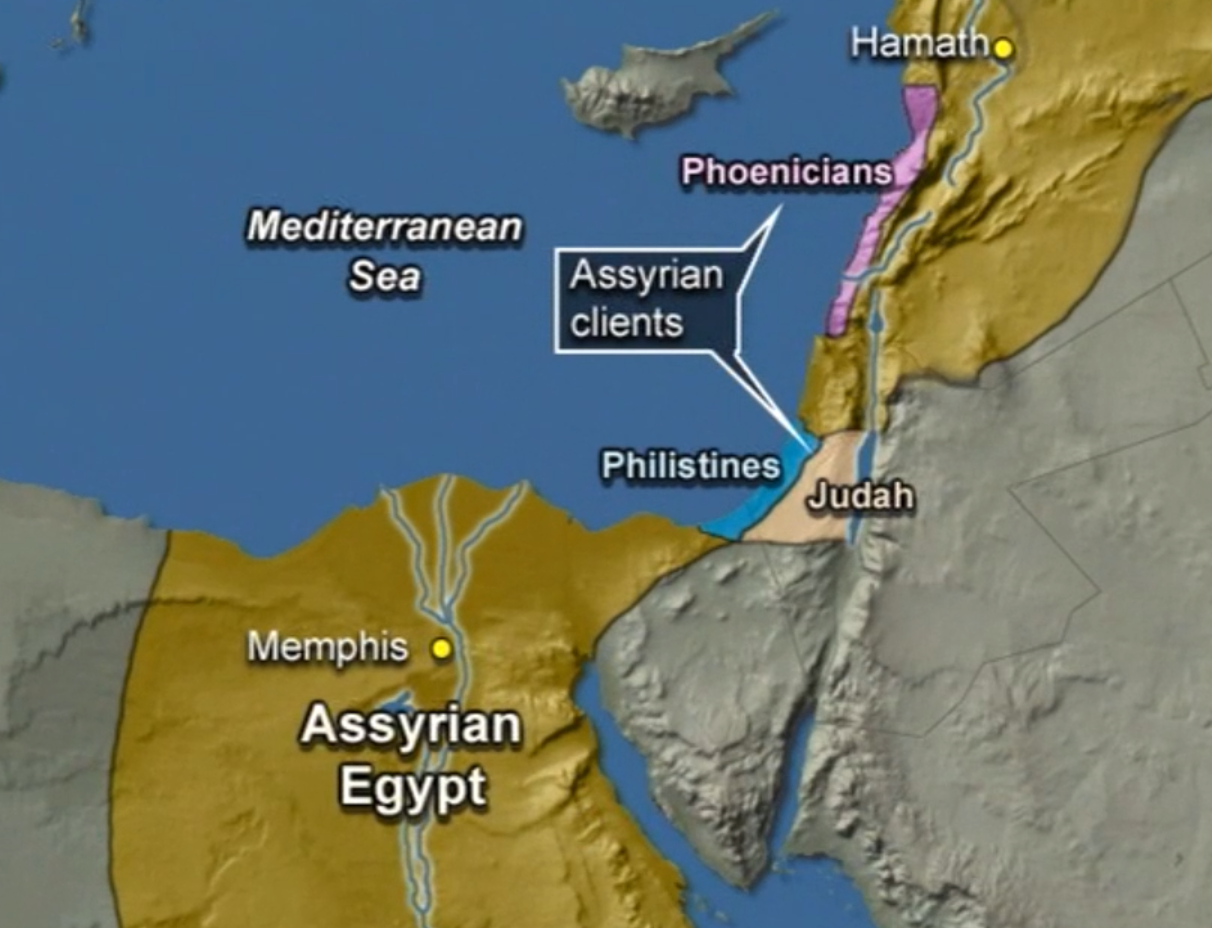 Hamath
Phoenicians
Mediterranean
Sea
Assyrian
clients
Philistines
Judah
Memphis
Assyrian
Egypt